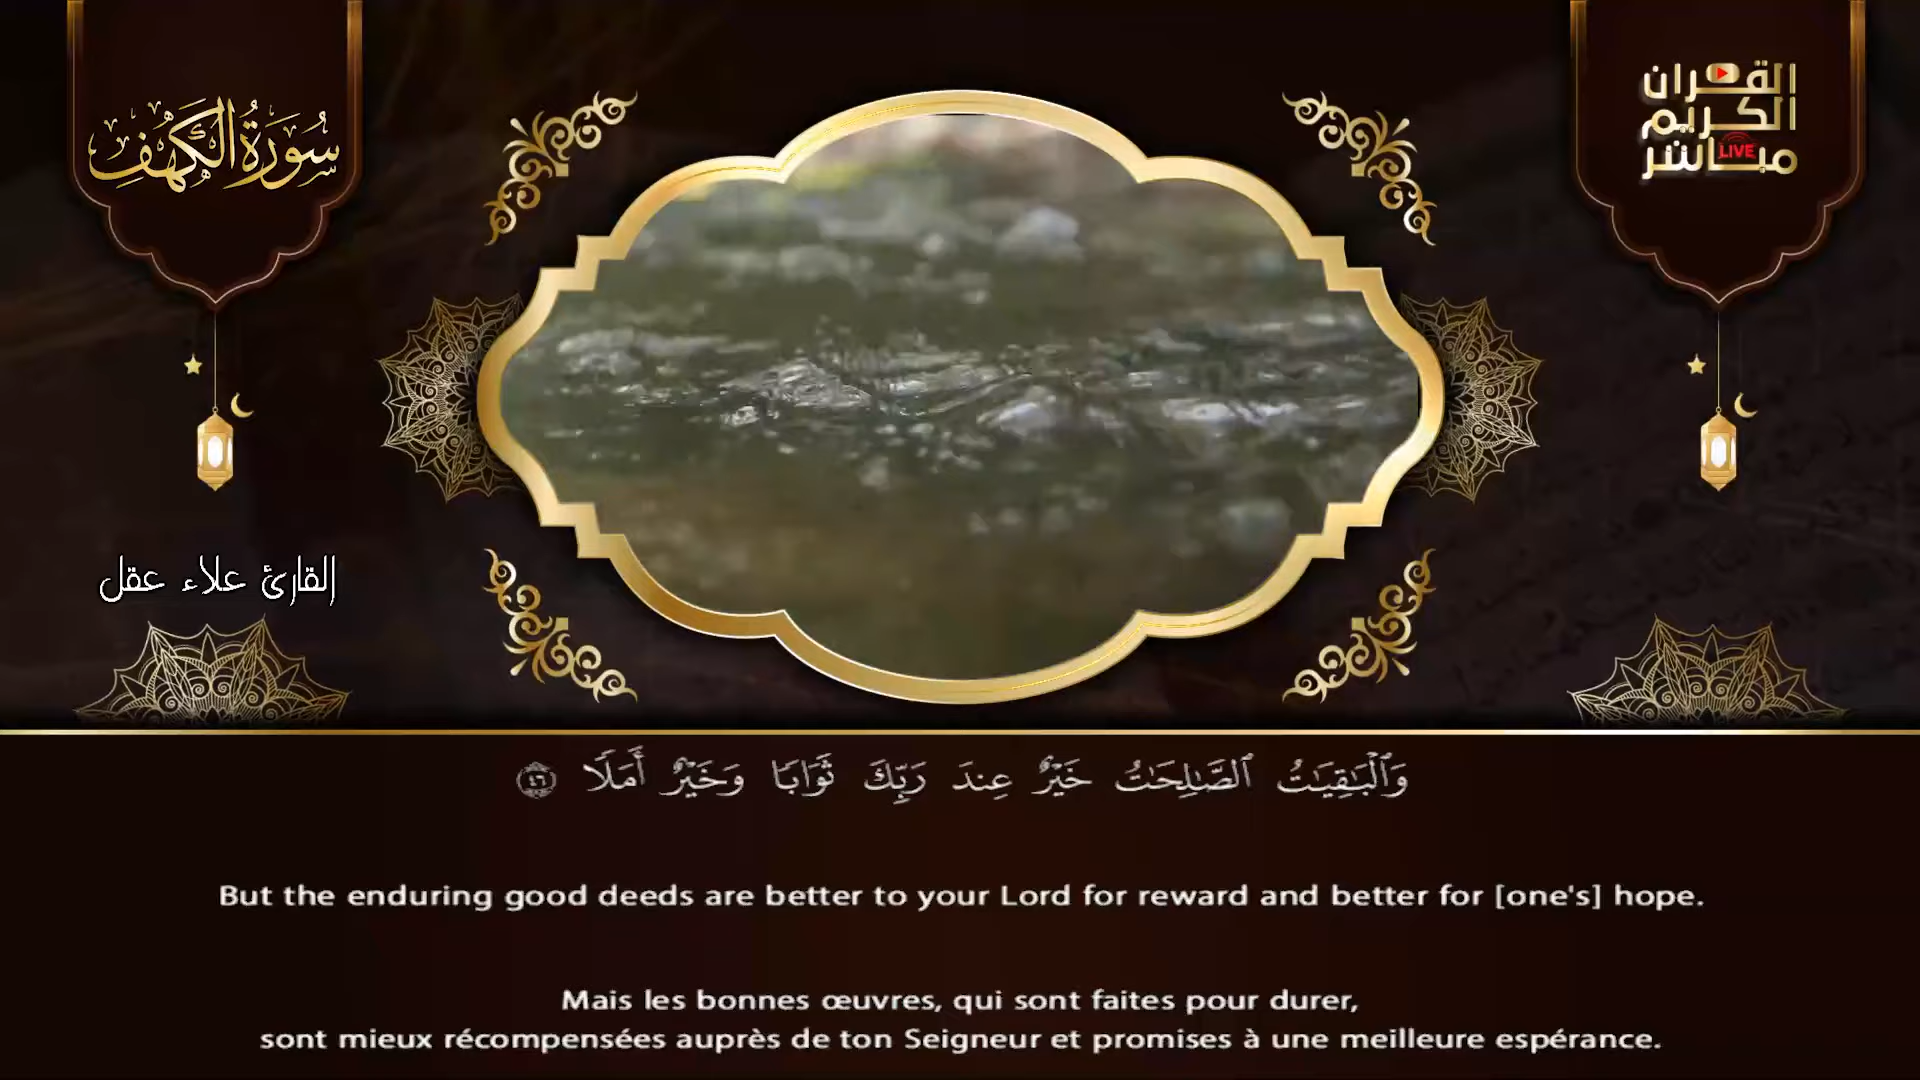 سُورَةُ الكَهْفِ
القرآن
الكريم
مباشر
LIVE
القارئ علاء عقل
وَٱلْبَـٰقِيَـٰتُ ٱلصَّـٰلِحَـٰتُ خَيْرٌ عِندَ رَبِّكَ ثَوَابًا وَخَيْرٌ أَمَلًا ٤٦
But the enduring good deeds are better to your Lord for reward and better for [one's] hope.
Mais les bonnes œuvres, qui sont faites pour durer,
sont mieux récompensées auprès de ton Seigneur et promises à une meilleure espérance.